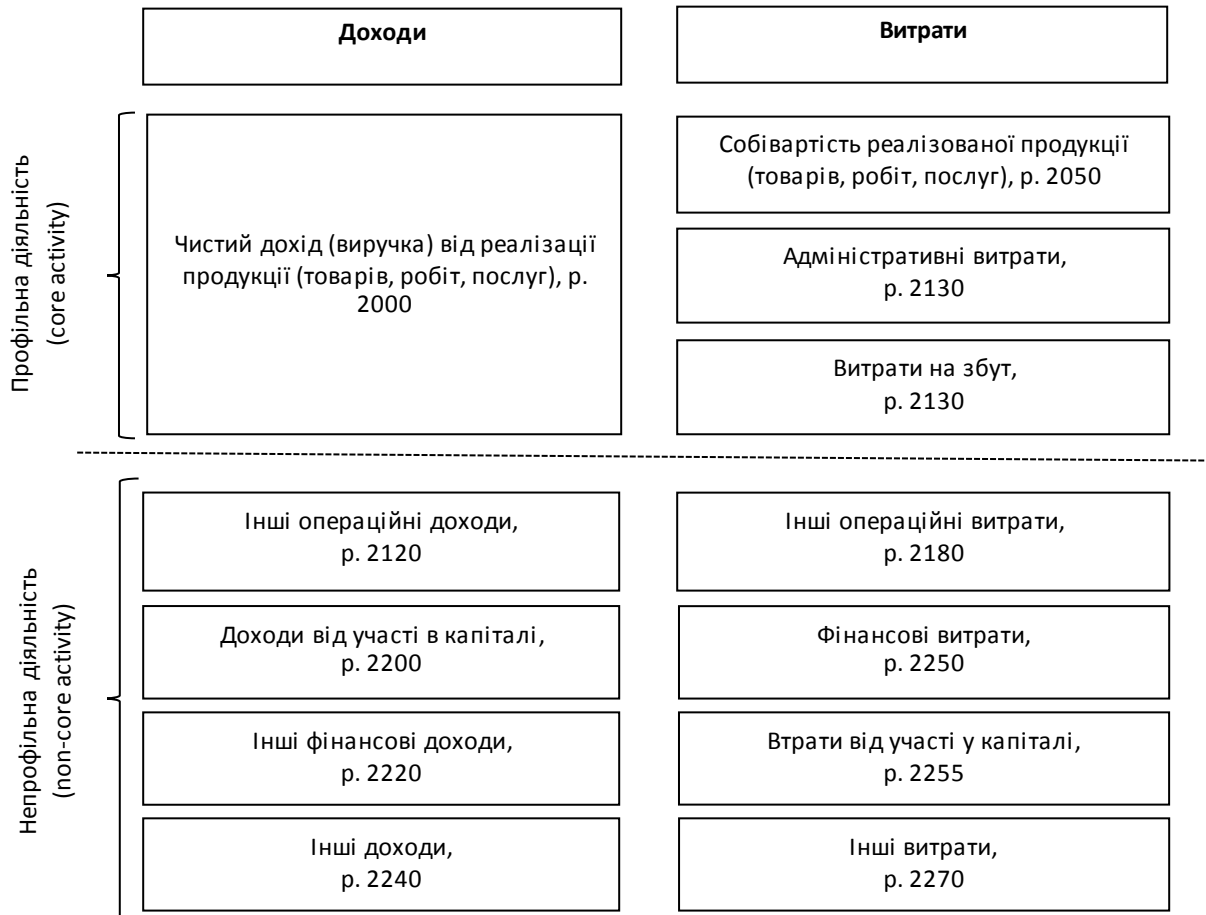 Доходи
Витрати
Профільна діяльність
(core activity)
Чистий дохід (виручка) від реалізації
продукції (товарів, робіт, послуг), р.
2000
Собівартість реалізованої продукції
(товарів, робіт, послуг), р. 2050
Адміністративні витрати,
р. 2130
Витрати на збут,
р. 2130
Непрофільна діяльність
(non-core activity)
Інші операційні доходи,
р. 2120
Інші операційні витрати,
р. 2180
Доходи від участі в капіталі,
р. 2200
Фінансові витрати,
р. 2250
Інші фінансові доходи,
р. 2220
Втрати від участі у капіталі,
р. 2255
Інші доходи,
р. 2240
Інші витрати,
р. 2270